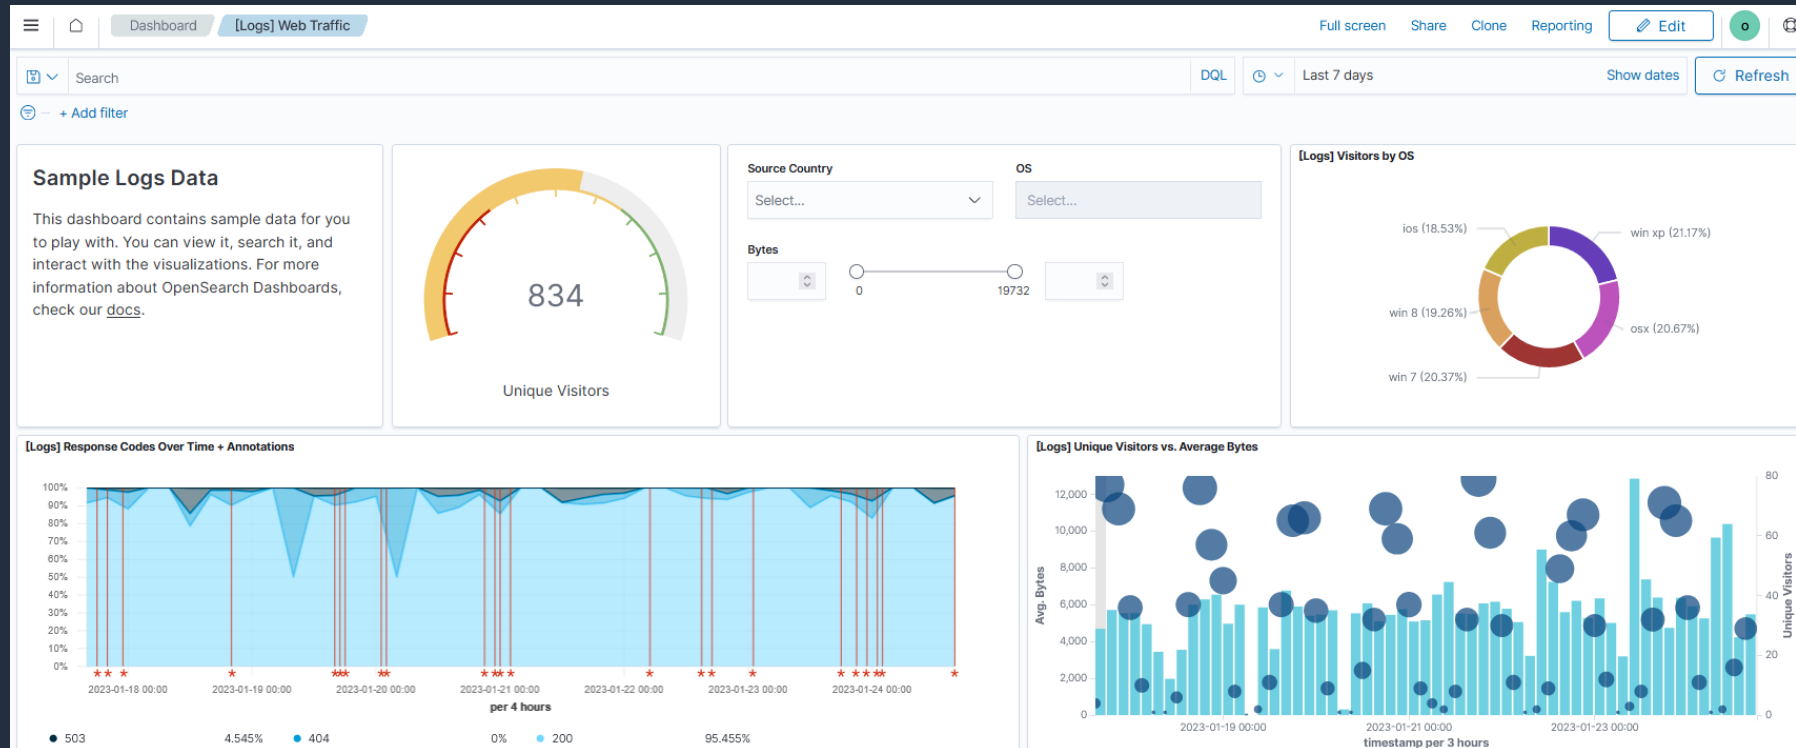 Dashboard
[Logs] Web Traffic
Full screen
Share
Clone
Reporting
Edit
o
Search
DQL
Last 7 days
Show dates
Refresh
+ Add filter
Sample Logs Data
This dashboard contains sample data for you
to play with. You can view it, search it, and
interact with the visualizations. For more
information about OpenSearch Dashboards,
check our docs.
834
Unique Visitors
Source Country
Select...
OS
Select...
Bytes
0
19732
[Logs] Visitors by OS
ios (18.53%)
win xp (21.17%)
win 8 (19.26%)
osx (20.67%)
win 7 (20.37%)
[Logs] Response Codes Over Time + Annotations
100%
90%
80%
70%
60%
50%
40%
30%
20%
10%
0%
2023-01-18 00:00
2023-01-19 00:00
2023-01-20 00:00
2023-01-21 00:00
2023-01-22 00:00
2023-01-23 00:00
2023-01-24 00:00
per 4 hours
503 4.545%
404 0%
200 95.455%
[Logs] Unique Visitors vs. Average Bytes
12,000
10,000
8,000
6,000
4,000
2,000
0
Avg. Bytes
80
60
40
20
0
Unique Visitors
2023-01-19 00:00
2023-01-21 00:00
2023-01-23 00:00
timestamp per 3 hours